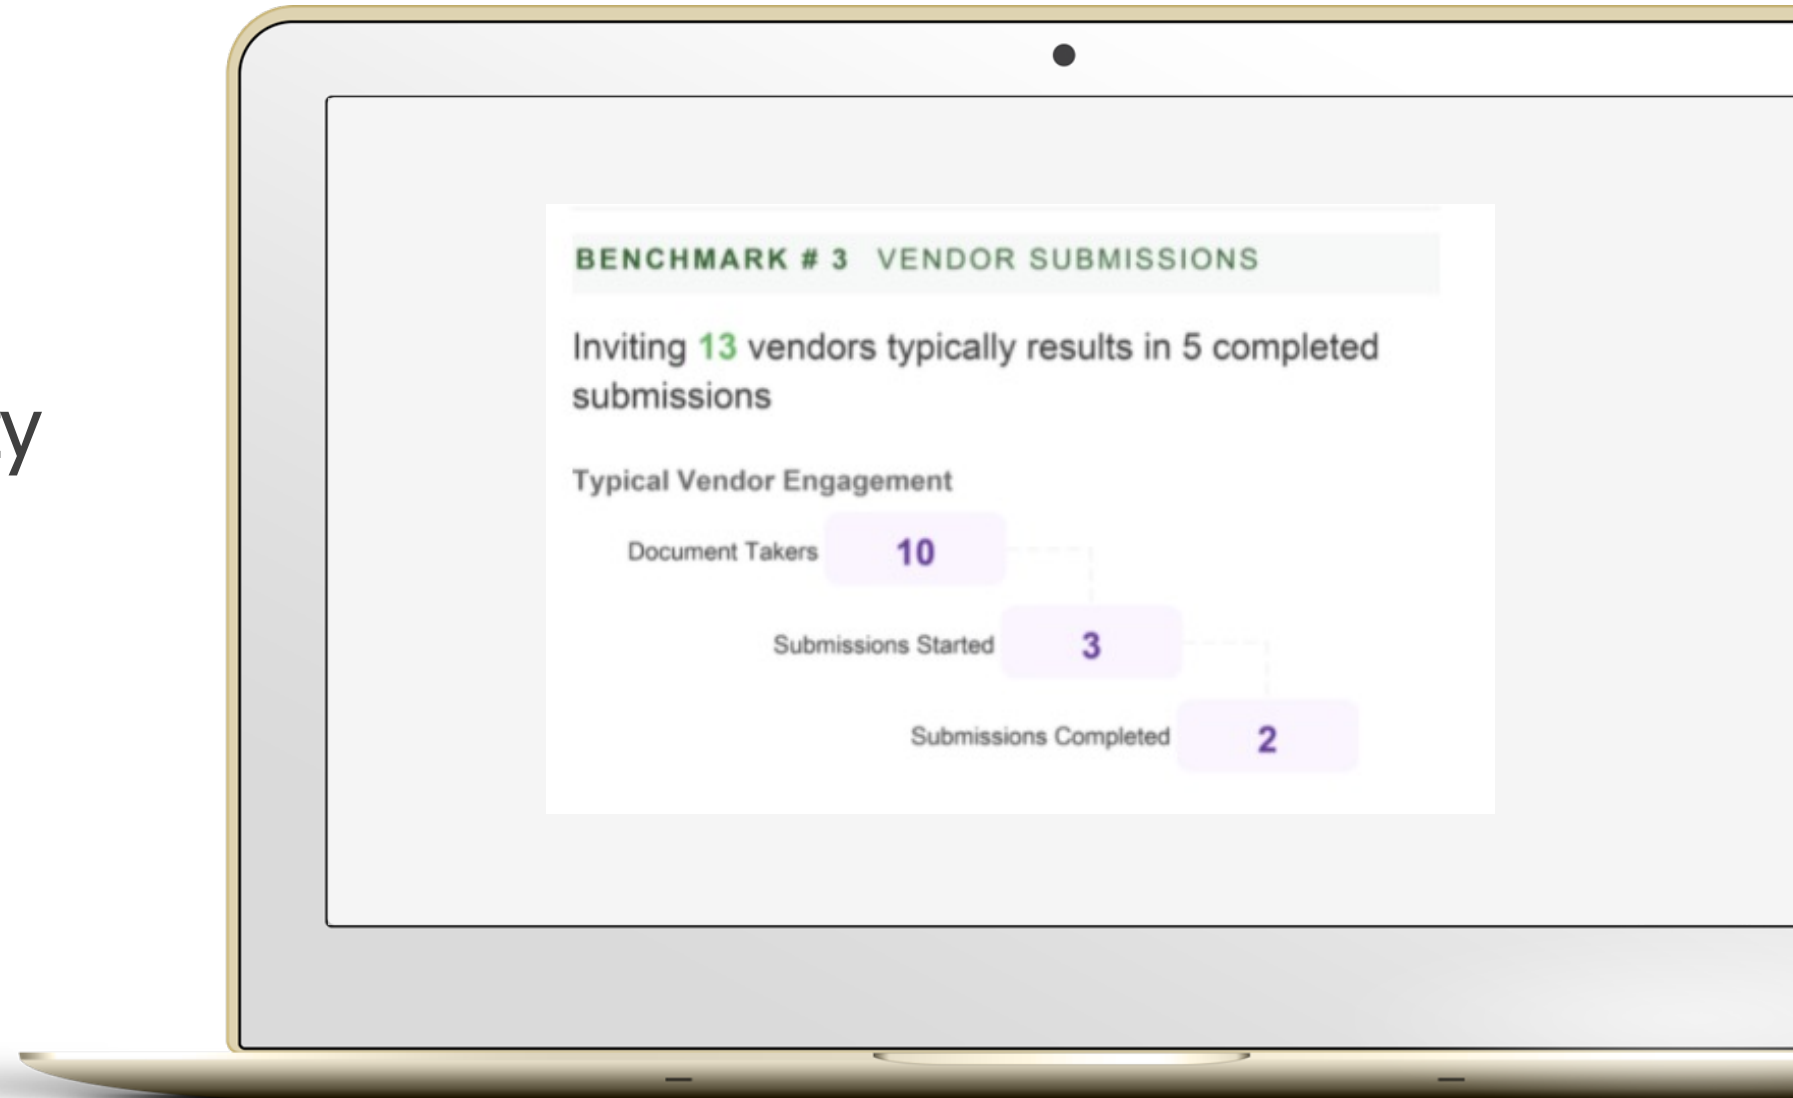 BENCHMARK # 3 VENDOR SUBMISSIONS
Inviting 13 vendors typically results in 5 completed
submissions
Typical Vendor Engagement
Document Takers 10
Submissions Started 3
Submissions Completed 2